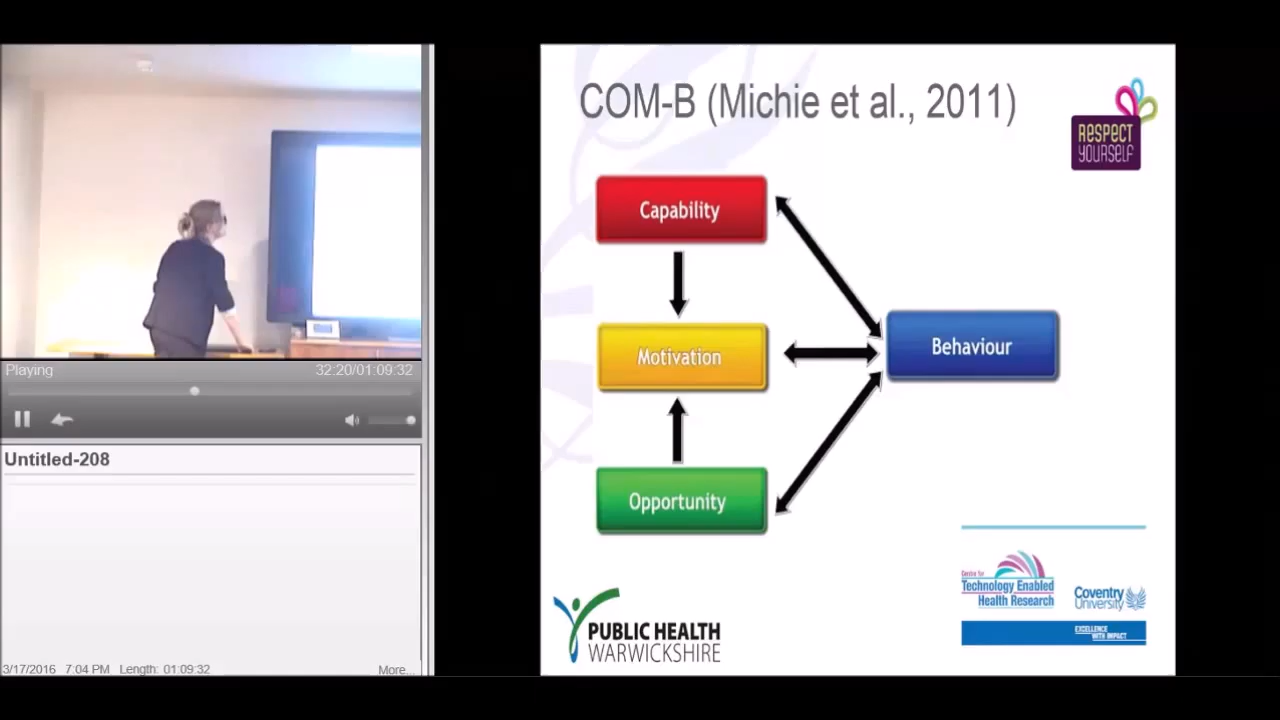 COM-B (Michie et al., 2011)
RESPECT
YOURSELF
Capability
Motivation
Behaviour
Opportunity
Playing
32:20/01:09:32
Untitled-208
3/17/2016 7:04 PM Length: 01:09:32
More...
PUBLIC HEALTH
WARWICKSHIRE
Centre for
Technology Enabled
Health Research
Coventry
University
EXCELLENCE
WITH IMPACT